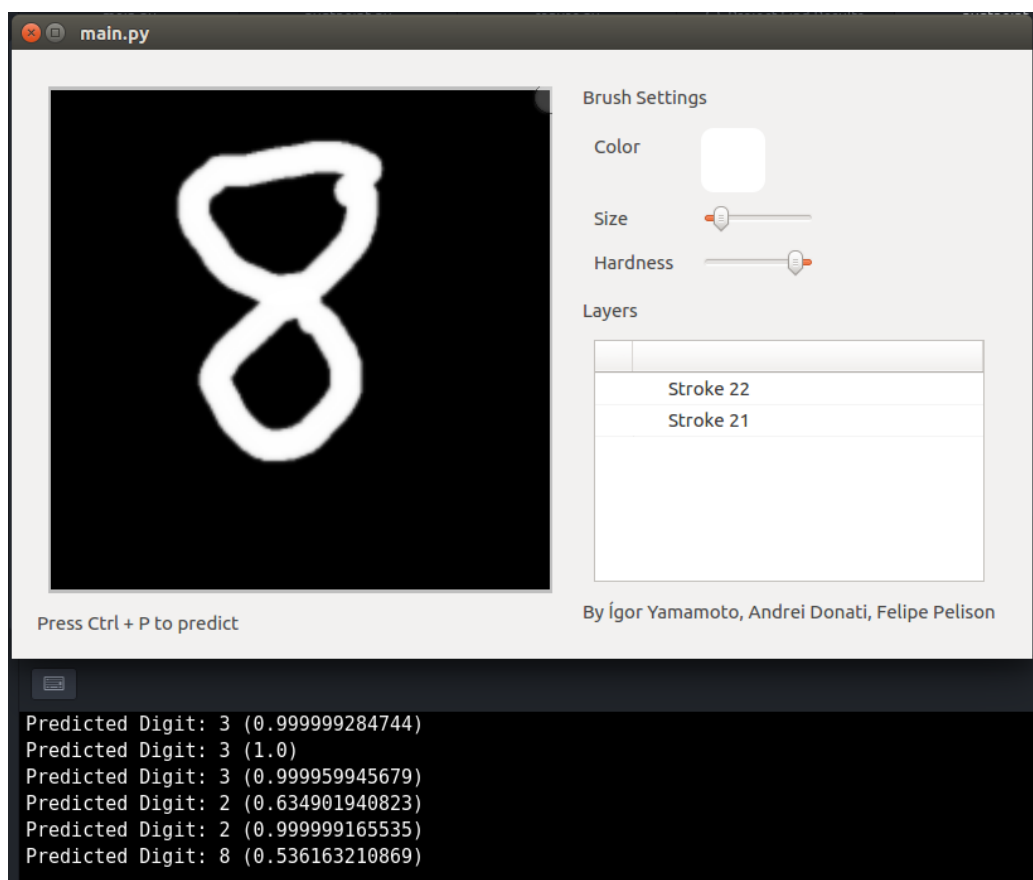 main.py
8
Brush Settings
Color
Size
Hardness
Layers
Stroke 22
Stroke 21
Press Ctrl + P to predict
By Ígor Yamamoto, Andrei Donati, Felipe Pelison
Predicted Digit: 3 (0.999999284744)
Predicted Digit: 3 (1.0)
Predicted Digit: 3 (0.999959945679)
Predicted Digit: 2 (0.634901940823)
Predicted Digit: 2 (0.999999165535)
Predicted Digit: 8 (0.536163210869)